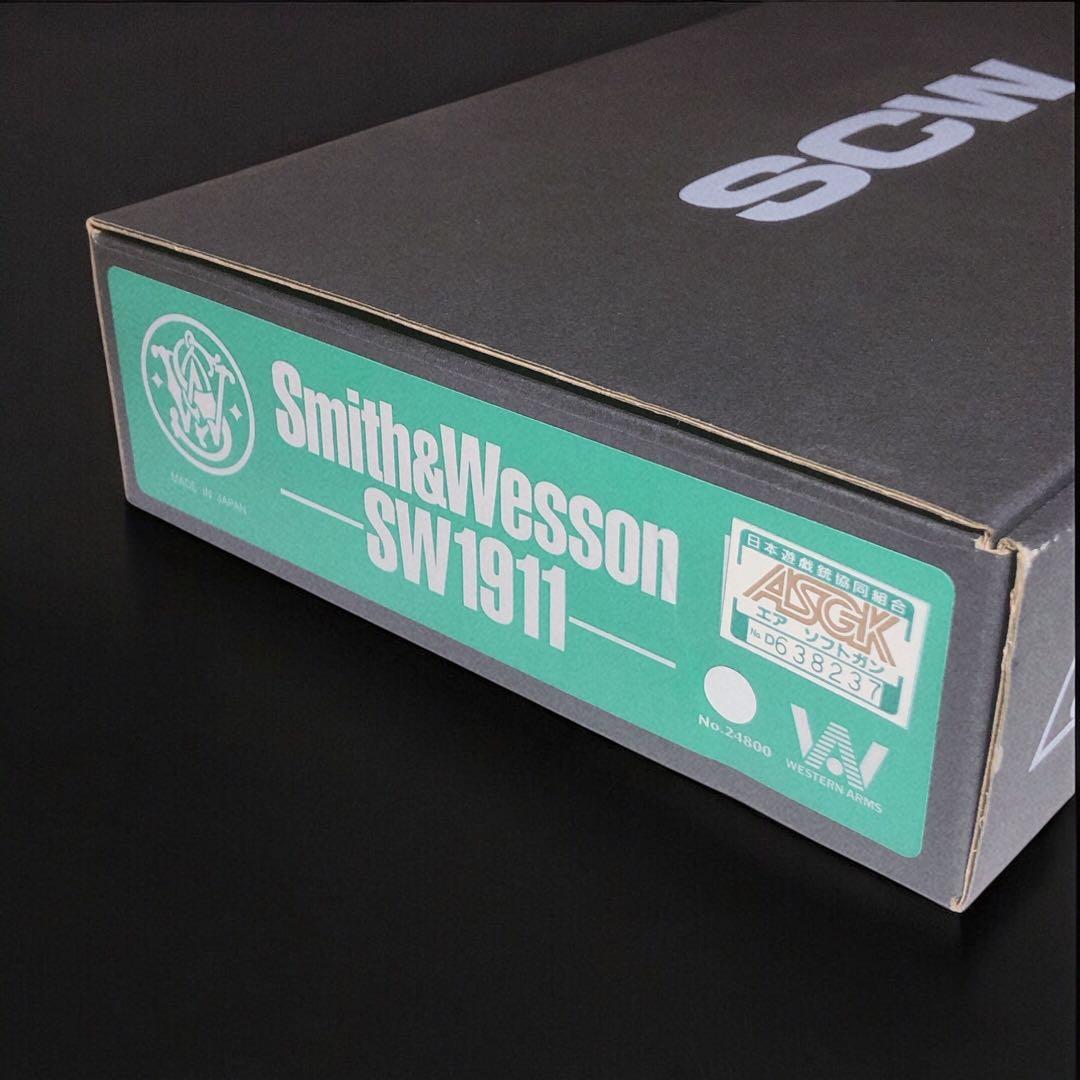 SCW
Smith&Wesson
SW1911
MADE IN JAPAN
日本遊戯銃協同組合
ASGK
エアソフトガン
No. D638237
No.24800
WESTERN ARMS